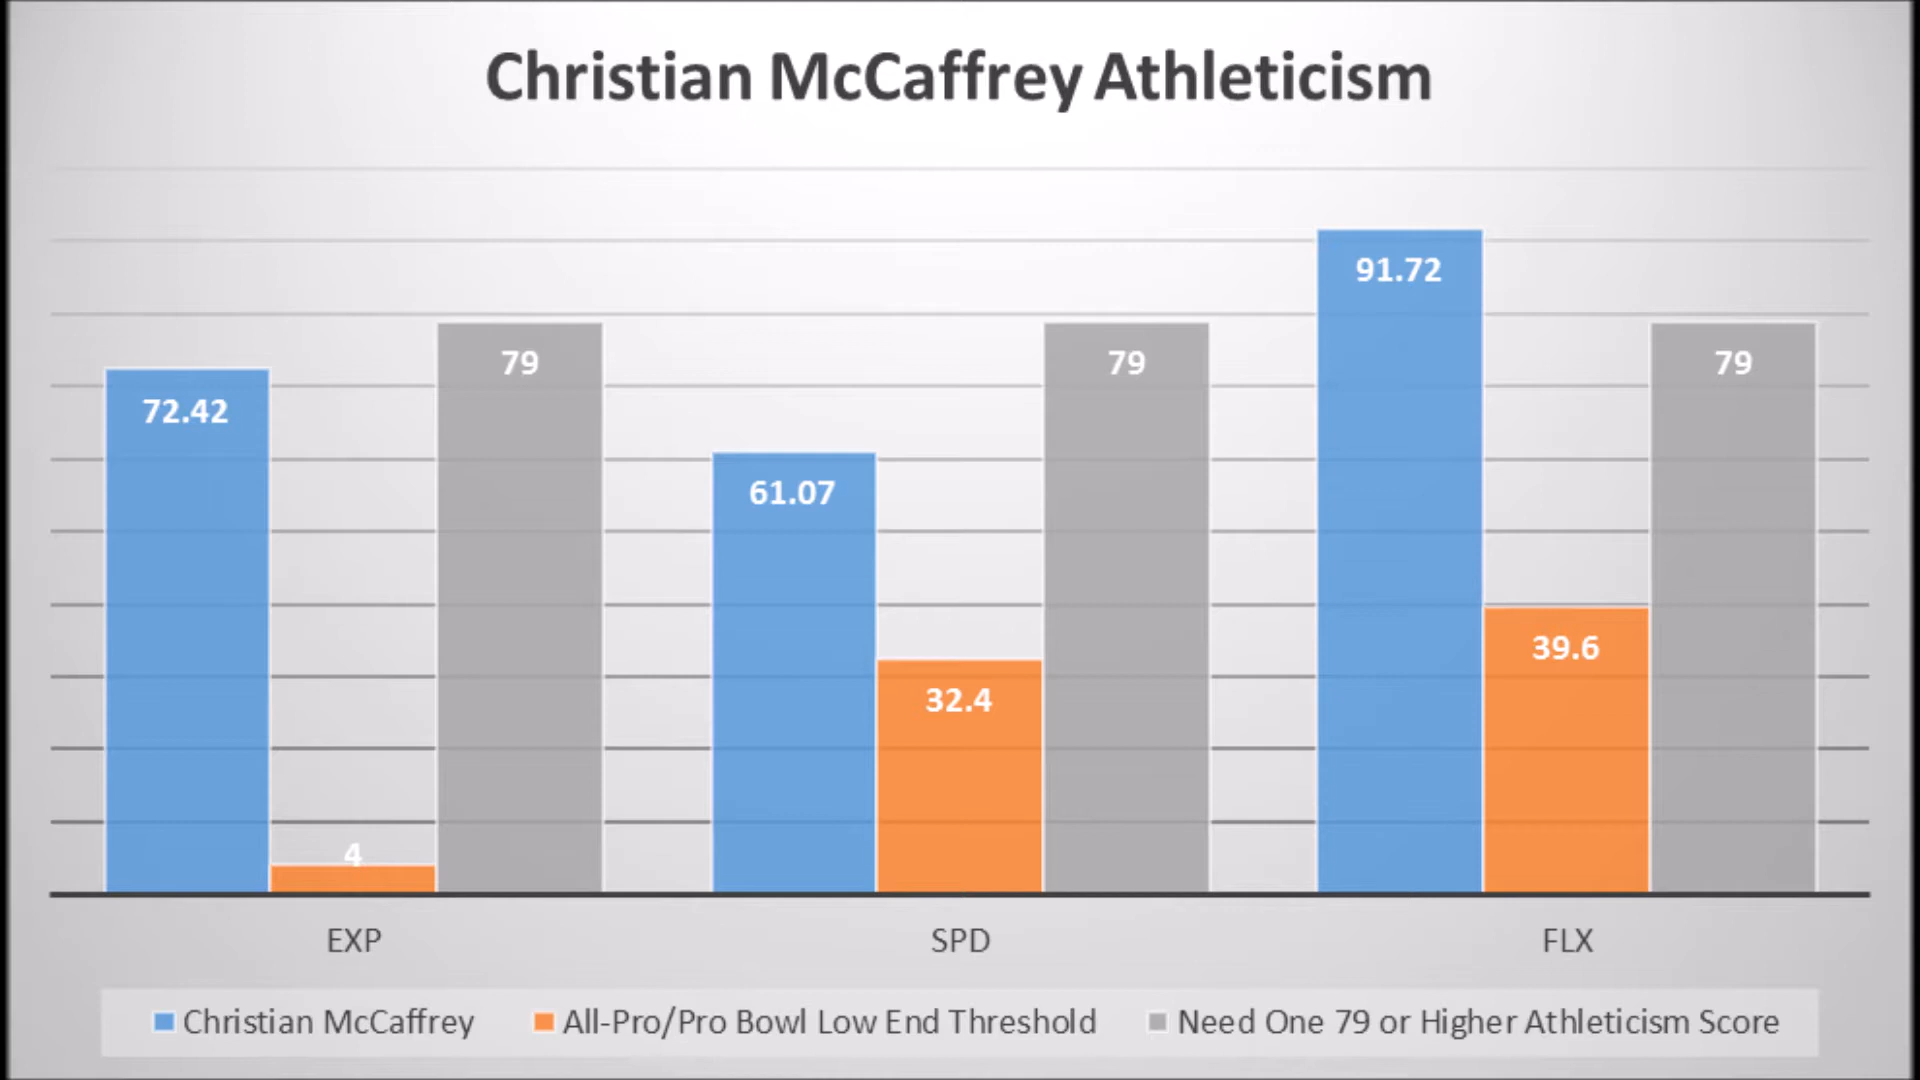 Christian McCaffrey Athleticism
91.72
79
79
79
72.42
61.07
39.6
32.4
4
EXP
SPD
FLX
Christian McCaffrey
All-Pro/Pro Bowl Low End Threshold
Need One 79 or Higher Athleticism Score